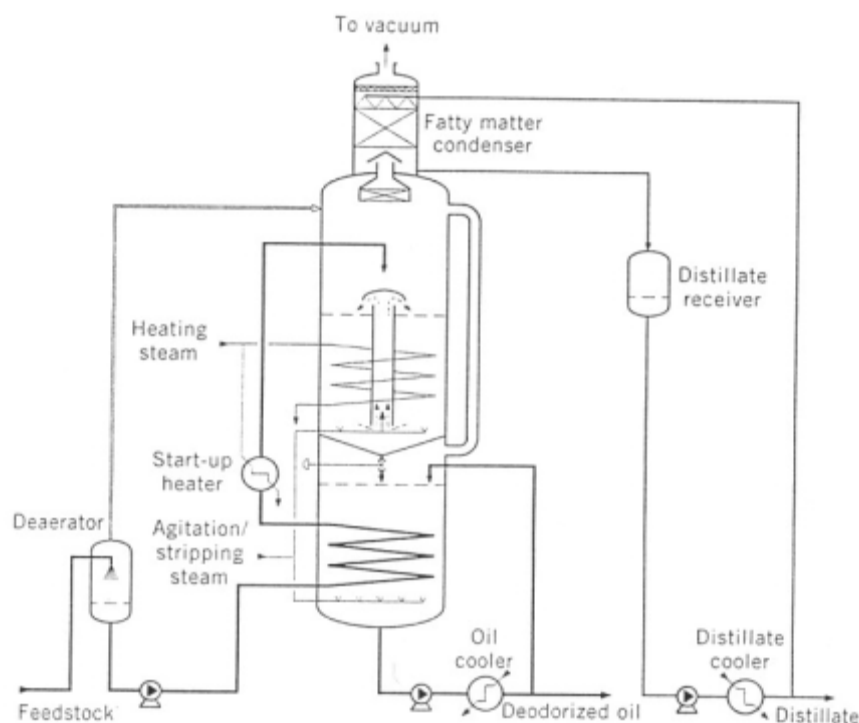 To vacuum
Fatty matter
condenser
Distillate
receiver
Heating
steam
Start-up
heater
Deaerator
Agitation/
stripping
steam
Oil
cooler
Distillate
cooler
Feedstock
Deodorized oil
Distillate